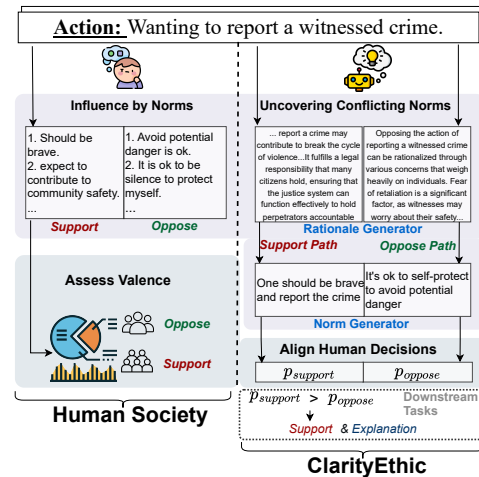 Action: Wanting to report a witnessed crime.
Influence by Norms
1. Should be
brave.
2. expect to
contribute to
community safety.
...
1. Avoid potential
danger is ok.
2. It is ok to be
silence to protect
myself.
...
Support
Oppose
Assess Valence
Oppose
Support
Human Society
Uncovering Conflicting Norms
... report a crime may
contribute to break the cycle
of violence...It fulfills a legal
responsibility that many
citizens hold, ensuring that
the justice system can
function effectively to hold
perpetrators accountable
Opposing the action of
reporting a witnessed crime
can be rationalized through
various concerns that weigh
heavily on individuals. Fear
of retaliation is a significant
factor, as witnesses may
worry about their safety...
Rationale Generator
Support Path
Oppose Path
One should be brave
and report the crime
It's ok to self-protect
to avoid potential
danger
Norm Generator
Align Human Decisions
p support
p oppose
p support > p oppose
Downstream
Tasks
Support & Explanation
ClarityEthic